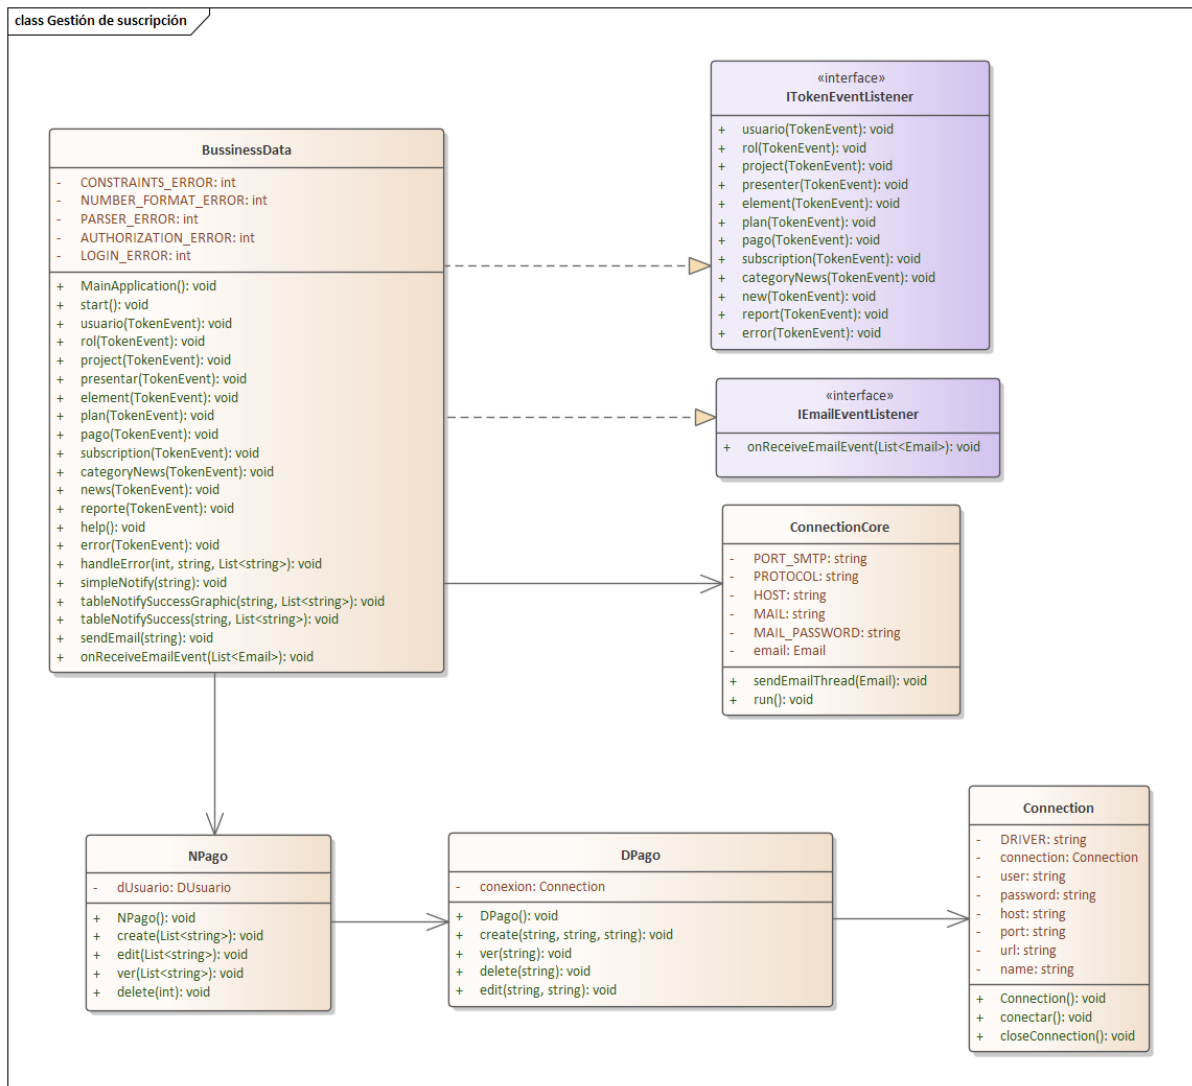 class Gestión de suscripción
BussinessData
- CONSTRAINTS_ERROR: int
- NUMBER_FORMAT_ERROR: int
- PARSER_ERROR: int
- AUTHORIZATION_ERROR: int
- LOGIN_ERROR: int
+ MainApplication(): void
+ start(): void
+ usuario(TokenEvent): void
+ rol(TokenEvent): void
+ project(TokenEvent): void
+ presentar(TokenEvent): void
+ element(TokenEvent): void
+ plan(TokenEvent): void
+ pago(TokenEvent): void
+ subscription(TokenEvent): void
+ categoryNews(TokenEvent): void
+ news(TokenEvent): void
+ reporte(TokenEvent): void
+ help(): void
+ error(TokenEvent): void
+ handleError(int, string, List<string>): void
+ simpleNotify(string): void
+ tableNotifySuccessGraphic(string, List<string>): void
+ tableNotifySuccess(string, List<string>): void
+ sendEmail(string): void
+ onReceiveEmailEvent(List<Email>): void
«interface»
ITokenEventListener
+ usuario(TokenEvent): void
+ rol(TokenEvent): void
+ project(TokenEvent): void
+ presenter(TokenEvent): void
+ element(TokenEvent): void
+ plan(TokenEvent): void
+ pago(TokenEvent): void
+ subscription(TokenEvent): void
+ categoryNews(TokenEvent): void
+ new(TokenEvent): void
+ report(TokenEvent): void
+ error(TokenEvent): void
«interface»
IEmailEventListener
+ onReceiveEmailEvent(List<Email>): void
ConnectionCore
- PORT_SMTP: string
- PROTOCOL: string
- HOST: string
- MAIL: string
- MAIL_PASSWORD: string
- email: Email
+ sendEmailThread(Email): void
+ run(): void
NPago
- dUsuario: DUsuario
+ NPago(): void
+ create(List<string>): void
+ edit(List<string>): void
+ ver(List<string>): void
+ delete(int): void
DPago
- conexion: Connection
+ DPago(): void
+ create(string, string, string): void
+ ver(string): void
+ delete(string): void
+ edit(string, string): void
Connection
- DRIVER: string
- connection: Connection
- user: string
- password: string
- host: string
- port: string
- url: string
- name: string
+ Connection(): void
+ conectar(): void
+ closeConnection(): void